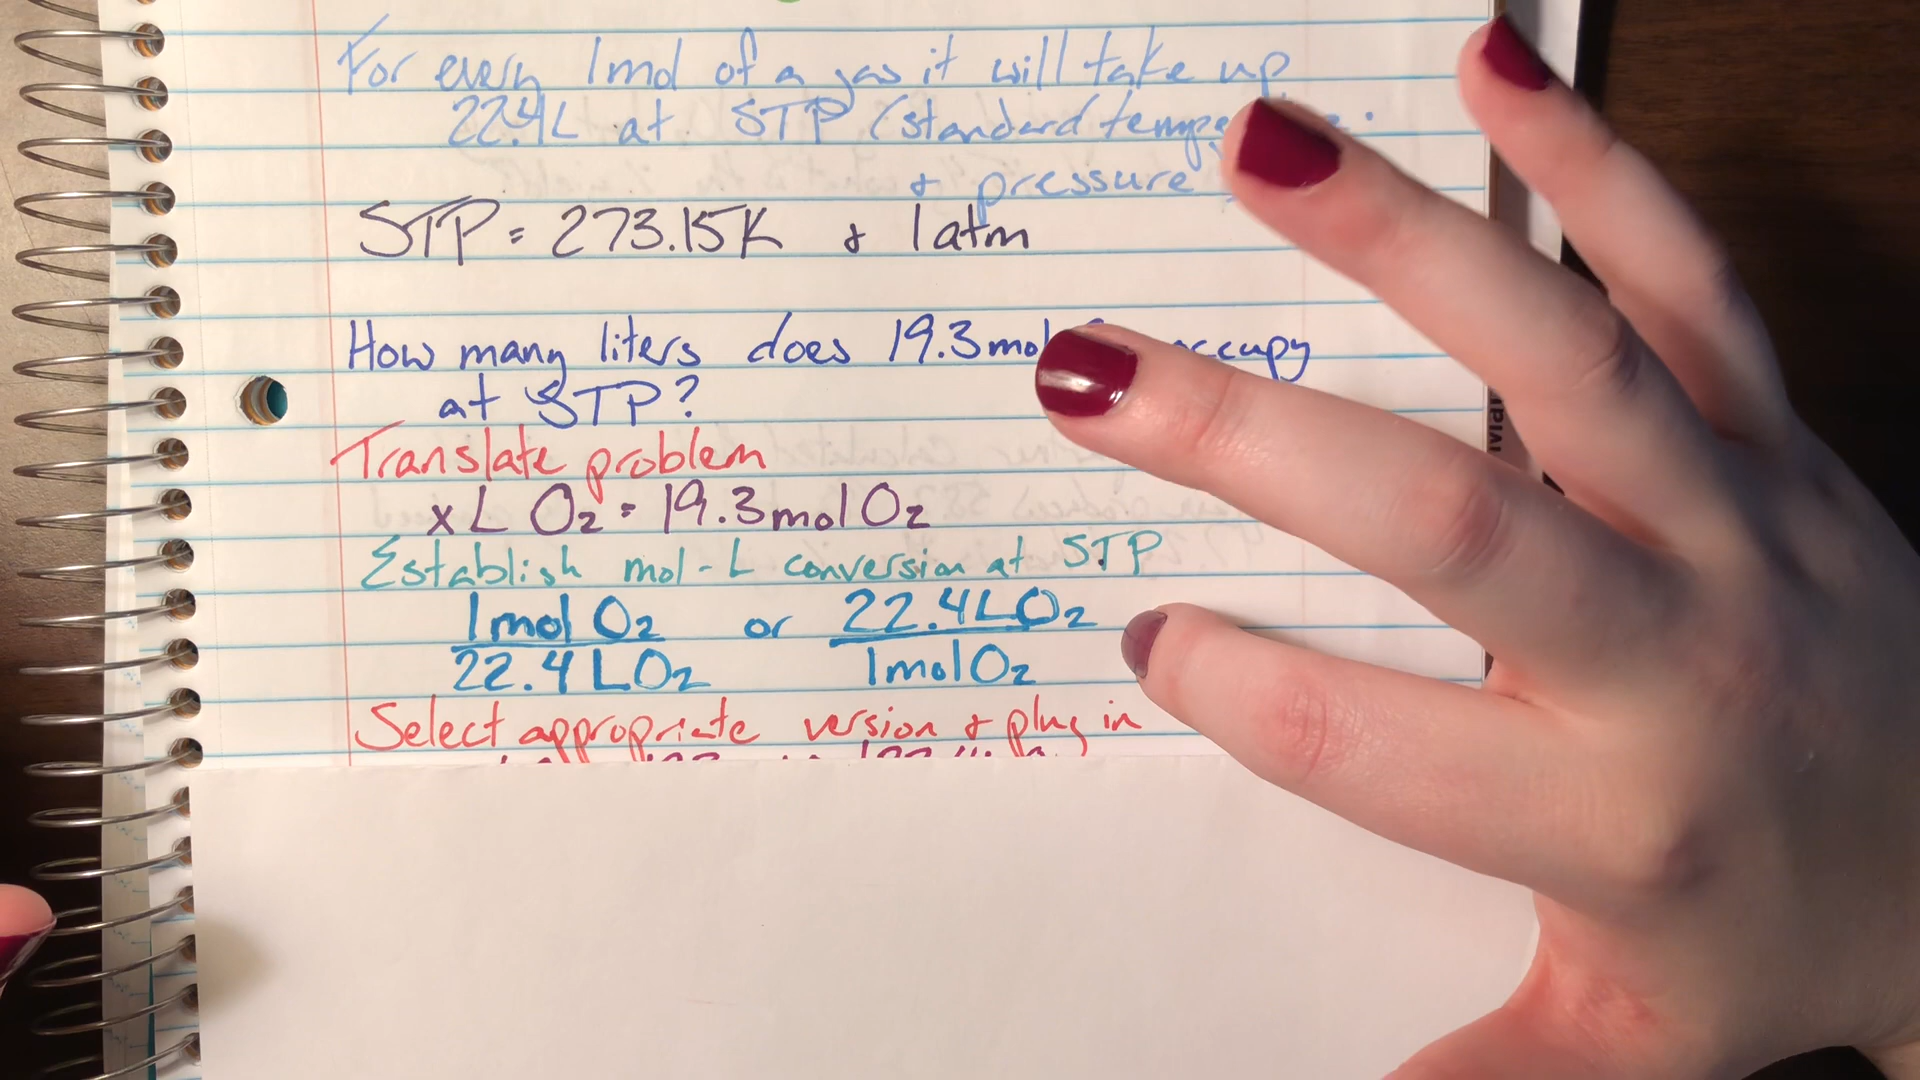 For every 1mol of a gas it will take up
22.4L at STP (standard
& pressure
STP = 273.15K & 1atm
How many liters does 19.3mol occupy
at STP?
Translate problem
x L O₂ = 19.3mol O₂
Establish mol-L conversion at STP
1mol O₂ or 22.4L O₂
22.4 L O₂ 1mol O₂
Select appropriate version & plug in